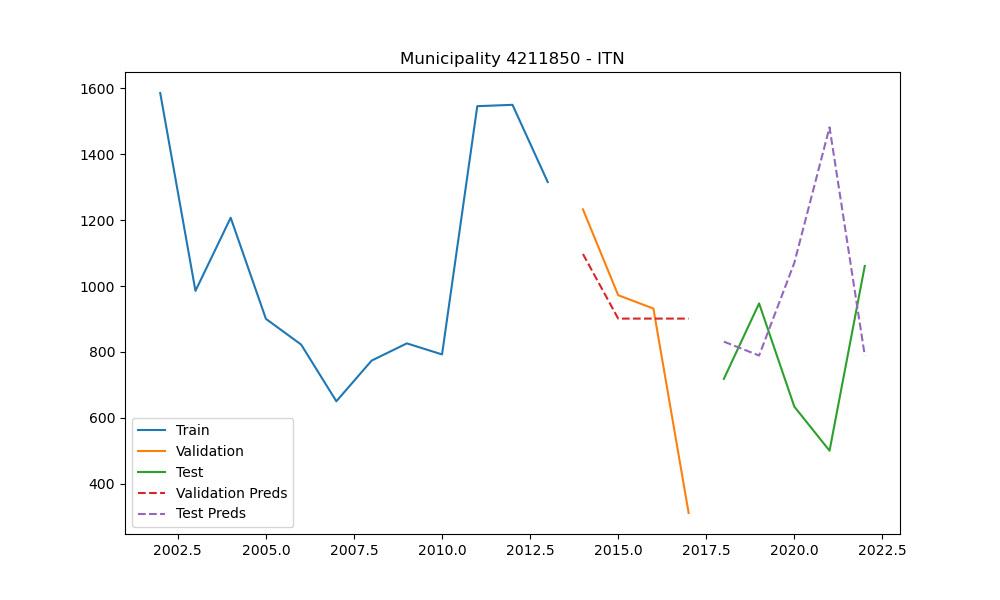 Municipality 4211850 - ITN
1600
1400
1200
1000
800
600
400
Train
Validation
Test
Validation Preds
Test Preds
2002.5 2005.0 2007.5 2010.0 2012.5 2015.0 2017.5 2020.0 2022.5